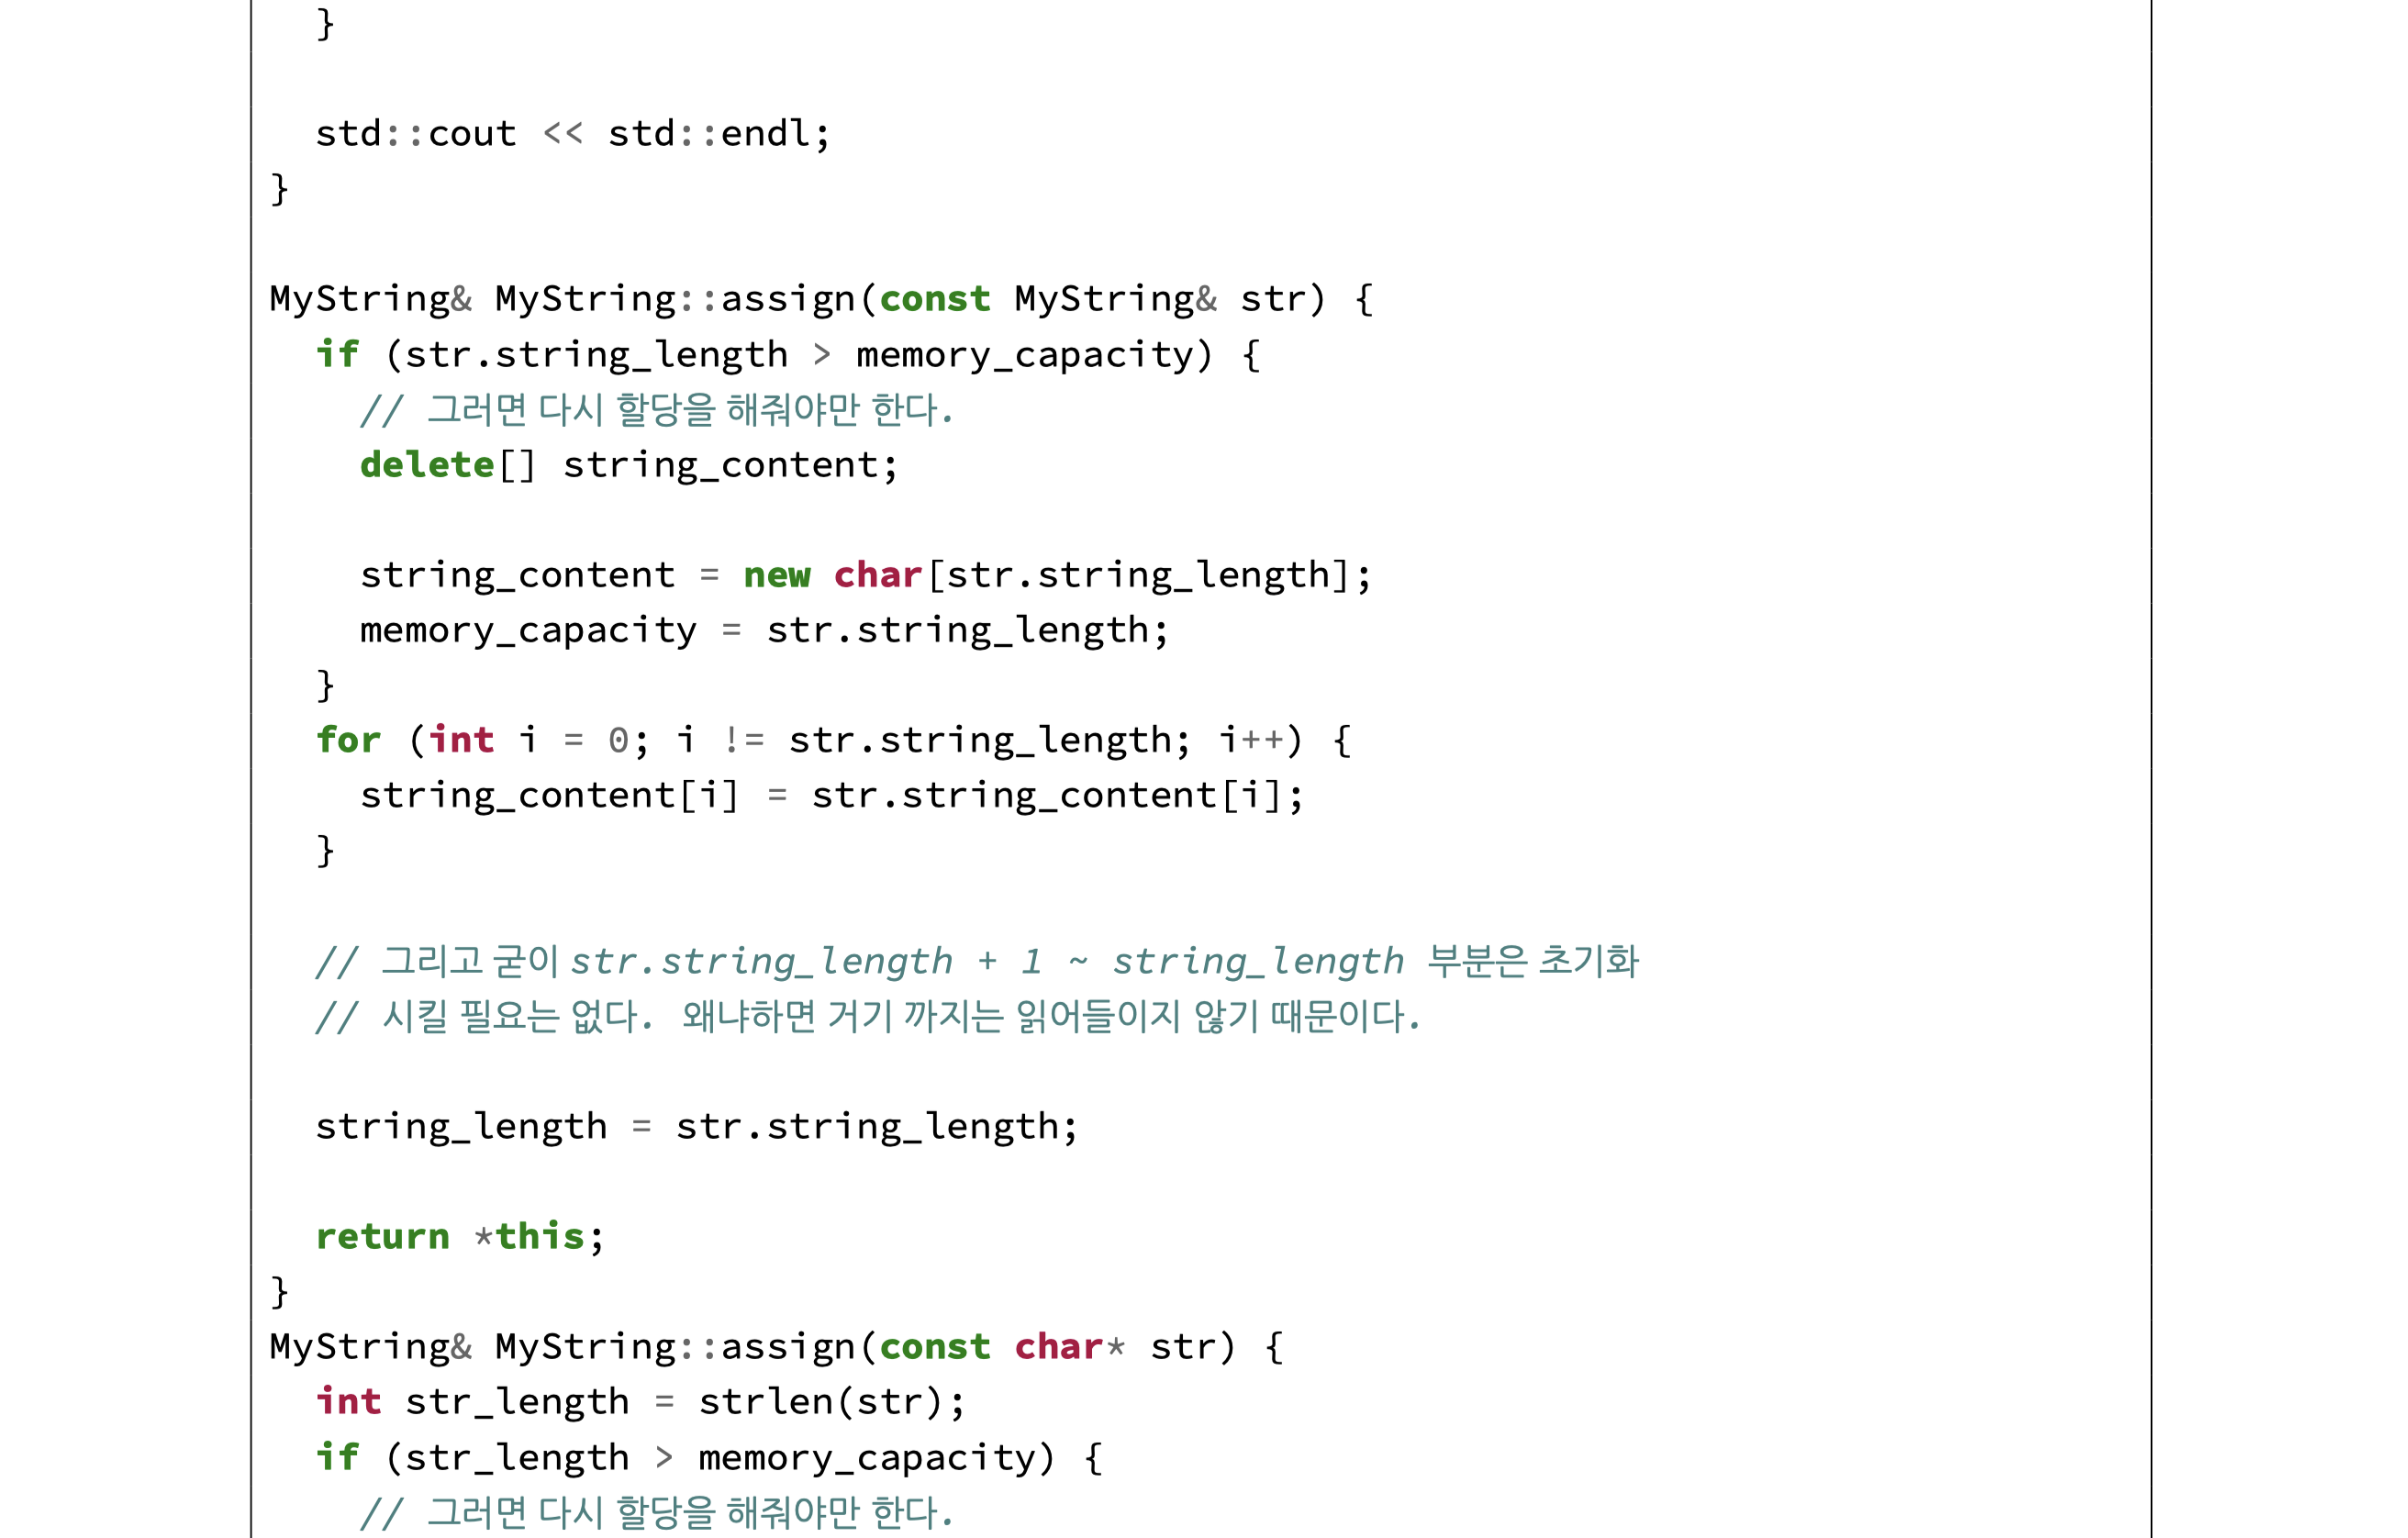 }
std::cout << std::endl;
}
MyString& MyString::assign(const MyString& str) {
if (str.string_length > memory_capacity) {
// 그러면 다시 할당을 해줘야만 한다.
delete[] string_content;
string_content = new char[str.string_length];
memory_capacity = str.string_length;
}
for (int i = 0; i != str.string_length; i++) {
string_content[i] = str.string_content[i];
}
// 그리고 굳이 str.string_length + 1 ~ string_length 부분은 초기화
// 시킬 필요는 없다. 왜냐하면 거기 까지는 읽어들이지 않기 때문이다.
string_length = str.string_length;
return *this;
}
MyString& MyString::assign(const char* str) {
int str_length = strlen(str);
if (str_length > memory_capacity) {
// 그러면 다시 할당을 해줘야만 한다.